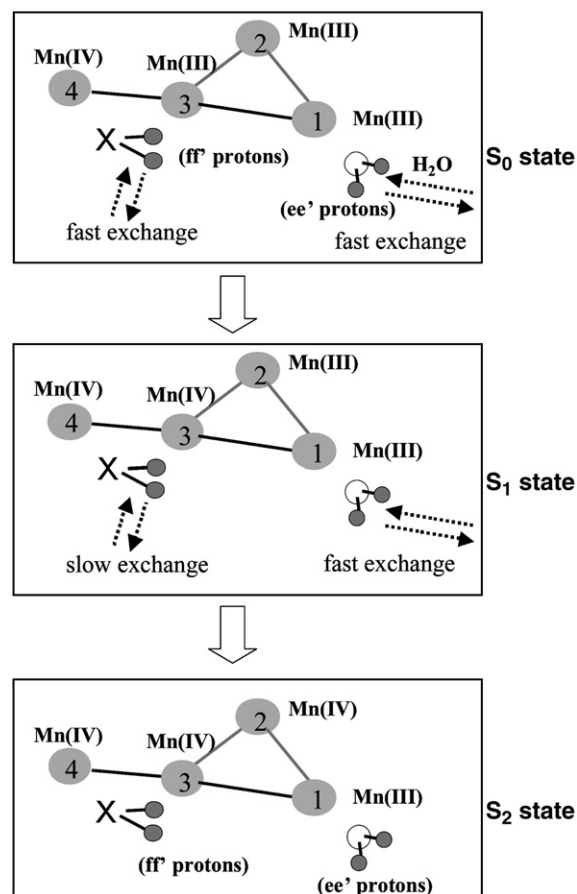 Mn(III)
2
Mn(IV)
Mn(III)
4
3
1
Mn(III)
X
(ff' protons)
H₂O
S₀ state
(ee' protons)
fast exchange
fast exchange
Mn(III)
2
Mn(IV)
Mn(IV)
4
3
1
Mn(III)
X
S₁ state
slow exchange
fast exchange
Mn(IV)
2
Mn(IV)
Mn(IV)
4
3
1
Mn(III)
X
S₂ state
(ff' protons)
(ee' protons)